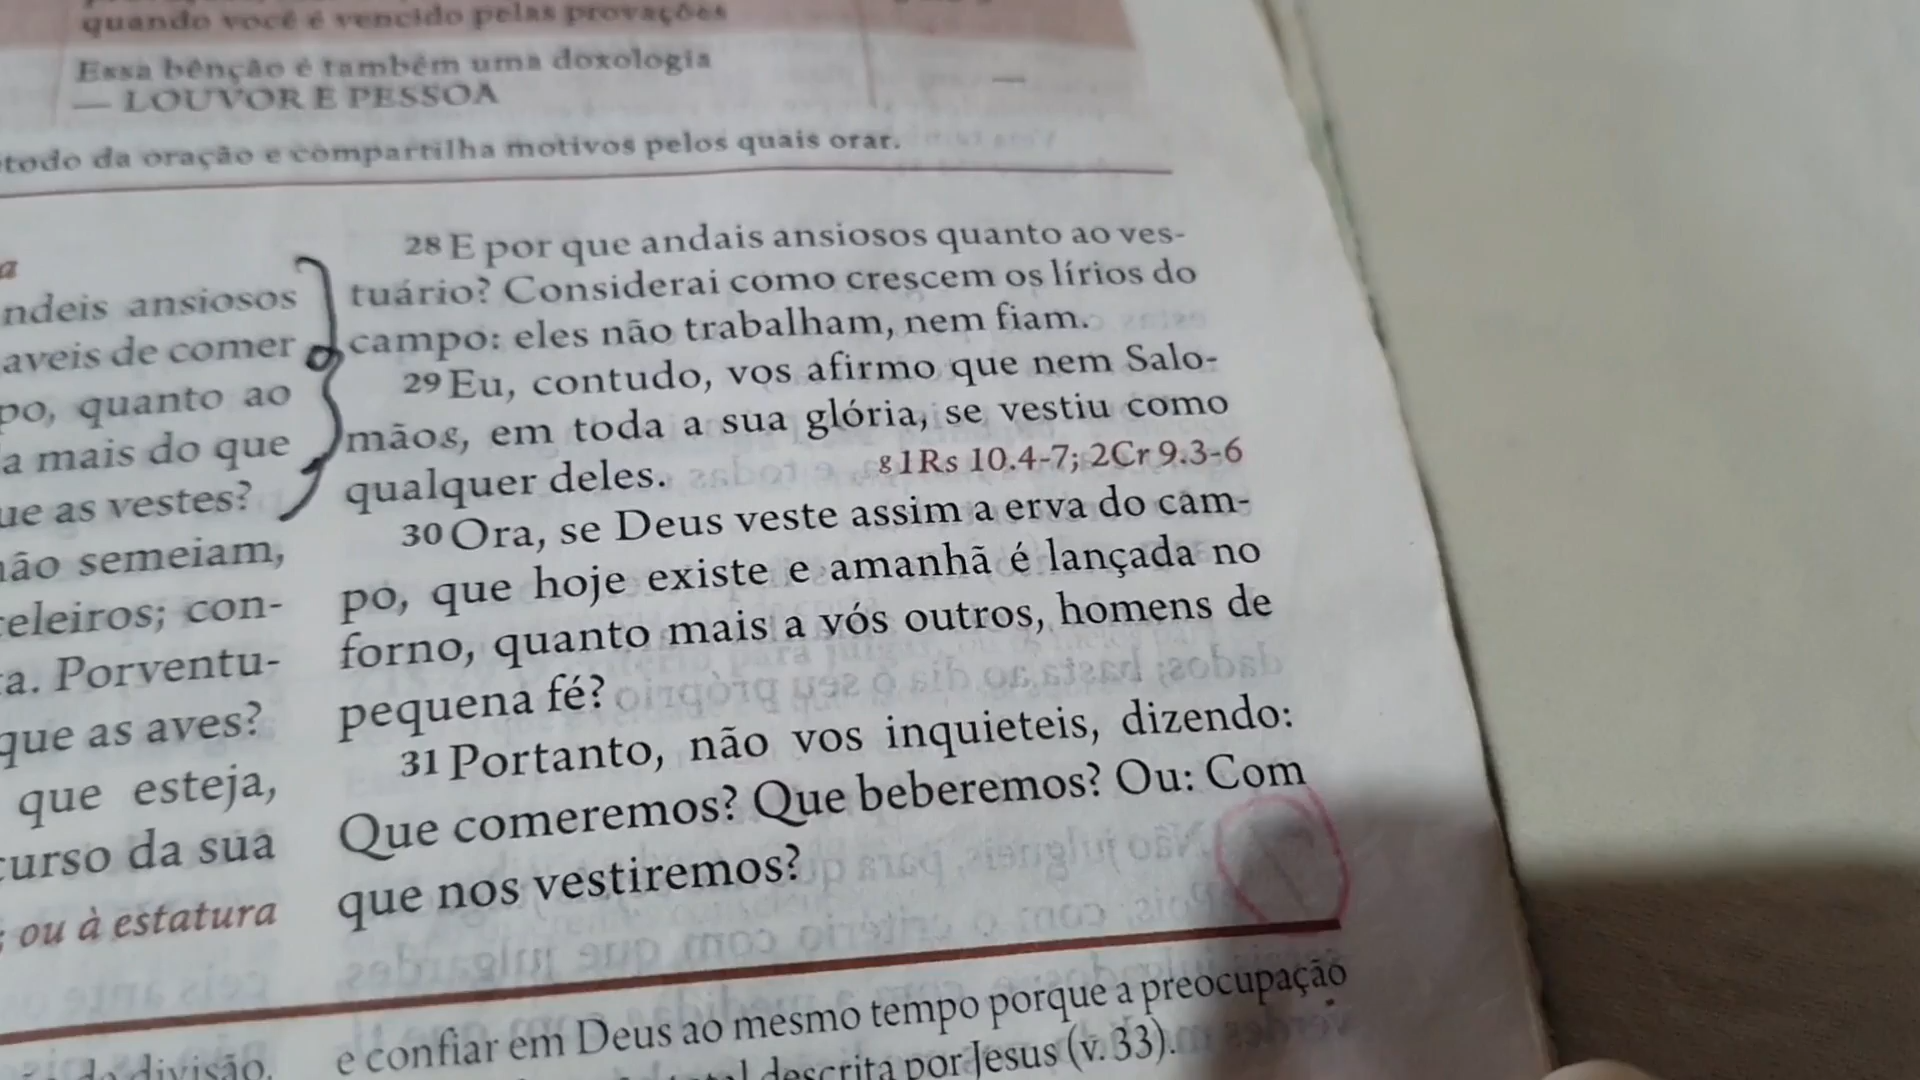 quando você é vencido pelas provações
Essa bênção é também uma doxologia
— LOUVOR E PESSOA
todo da oração e compartilha motivos pelos quais orar.
a
ndeis ansiosos
aveis de comer
po, quanto ao
a mais do que
ue as vestes?
não semeiam,
celeiros; con-
ta. Porventu-
que as aves?
que esteja,
curso da sua
; ou à estatura
28 E por que andais ansiosos quanto ao ves-
tuário? Considerai como crescem os lírios do
campo: eles não trabalham, nem fiam.
29 Eu, contudo, vos afirmo que nem Salo-
mãog, em toda a sua glória, se vestiu como
qualquer deles. g1Rs 10.4-7; 2Cr 9.3-6
30 Ora, se Deus veste assim a erva do cam-
po, que hoje existe e amanhã é lançada no
forno, quanto mais a vós outros, homens de
pequena fé?
31 Portanto, não vos inquieteis, dizendo:
Que comeremos? Que beberemos? Ou: Com
que nos vestiremos?
divisão.
e confiar em Deus ao mesmo tempo porque a preocupação
descrita por Jesus (v. 33).